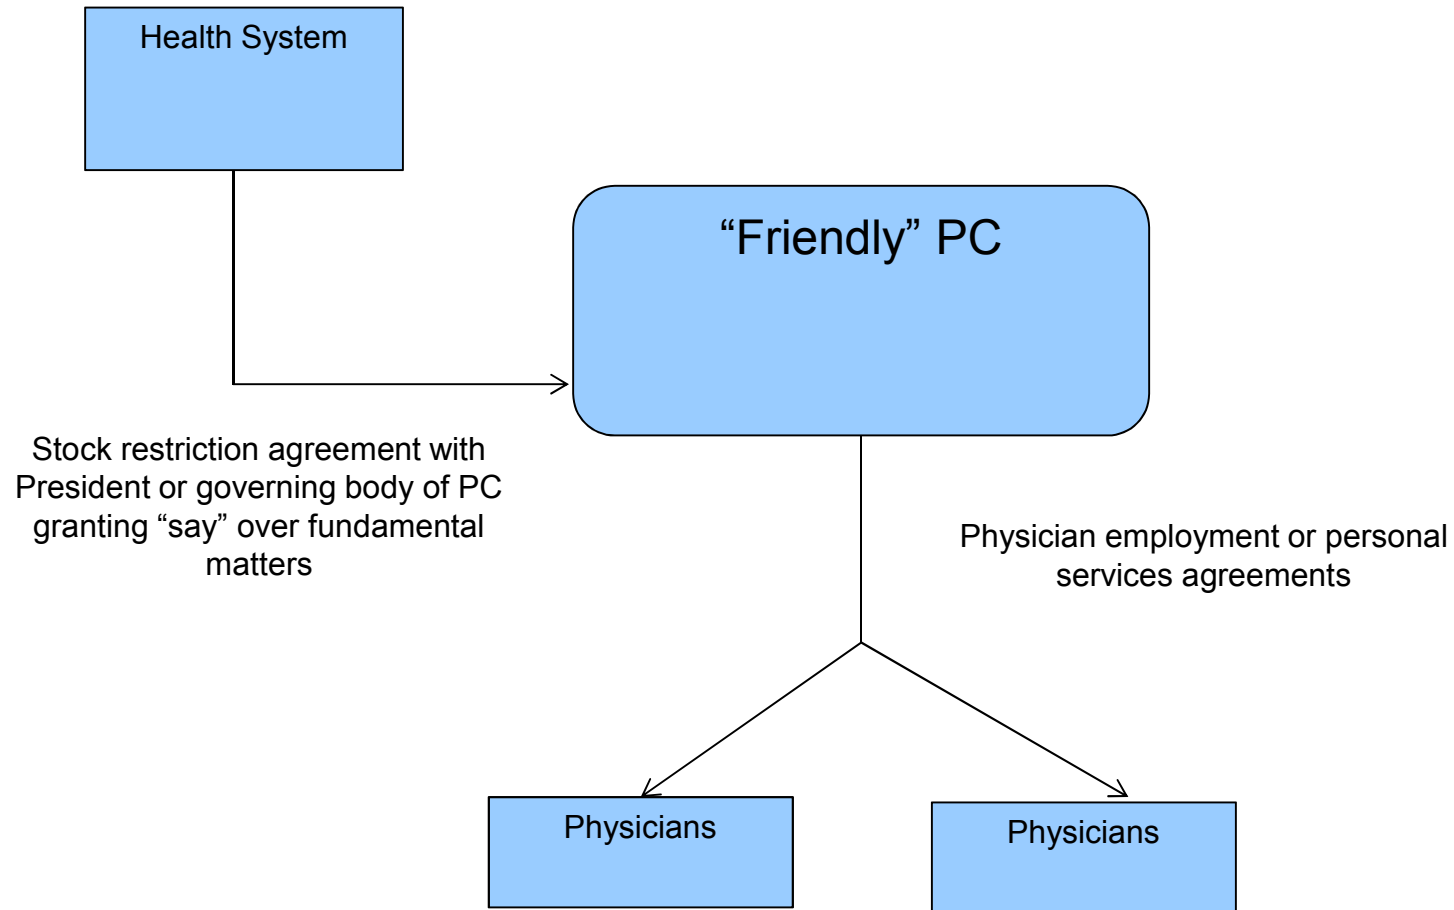 Health System
“Friendly” PC
Stock restriction agreement with
President or governing body of PC
granting “say” over fundamental
matters
Physician employment or personal
services agreements
Physicians
Physicians